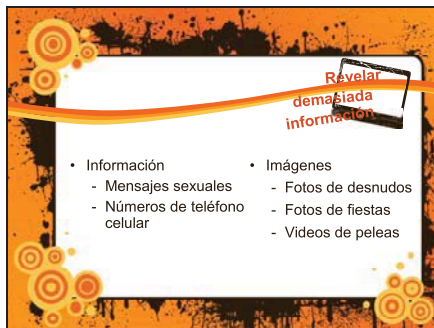 Revelar
demasiada
información
• Información
- Mensajes sexuales
- Números de teléfono
celular
• Imágenes
- Fotos de desnudos
- Fotos de fiestas
- Videos de peleas